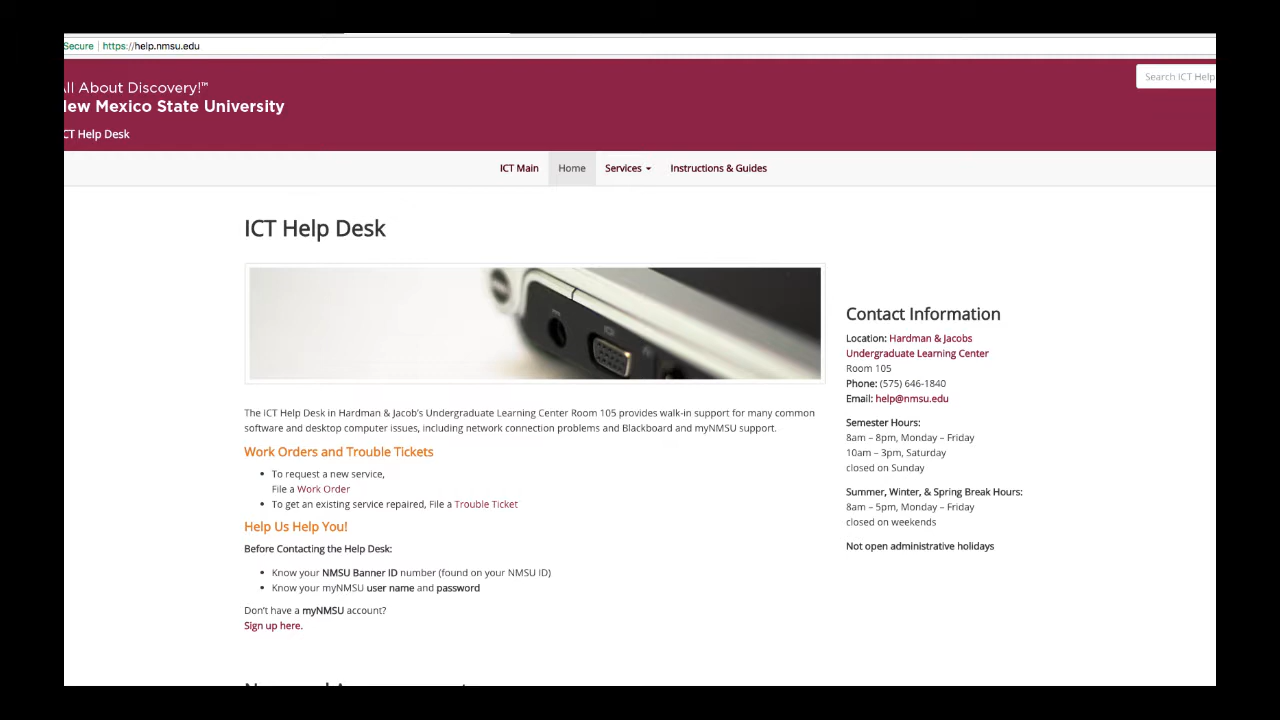 Secure | https://help.nmsu.edu
All About Discovery!™
New Mexico State University
ICT Help Desk
Search ICT Help
ICT Main Home Services Instructions & Guides
ICT Help Desk
The ICT Help Desk in Hardman & Jacob's Undergraduate Learning Center Room 105 provides walk-in support for many common
software and desktop computer issues, including network connection problems and Blackboard and myNMSU support.
Work Orders and Trouble Tickets
• To request a new service,
File a Work Order
• To get an existing service repaired, File a Trouble Ticket
Help Us Help You!
Before Contacting the Help Desk:
• Know your NMSU Banner ID number (found on your NMSU ID)
• Know your myNMSU user name and password
Don't have a myNMSU account?
Sign up here.
Contact Information
Location: Hardman & Jacobs
Undergraduate Learning Center
Room 105
Phone: (575) 646-1840
Email: help@nmsu.edu
Semester Hours:
8am – 8pm, Monday – Friday
10am – 3pm, Saturday
closed on Sunday
Summer, Winter, & Spring Break Hours:
8am – 5pm, Monday – Friday
closed on weekends
Not open administrative holidays